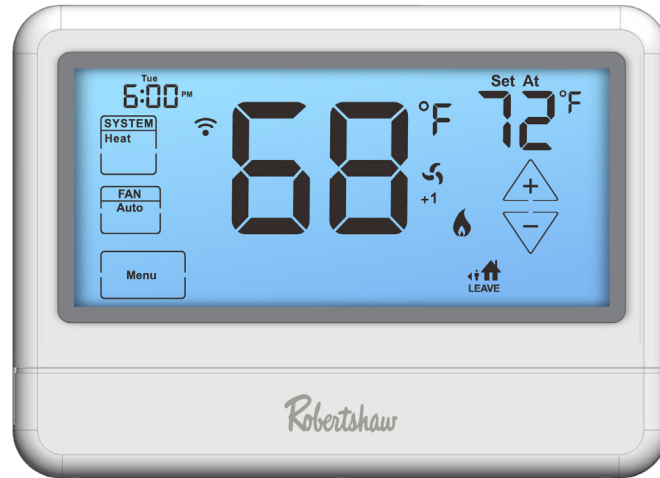 Tue
6:00 PM
SYSTEM
Heat
FAN
Auto
Menu
68 °F
+1
Set At
72 °F
+
−
LEAVE
Robertshaw